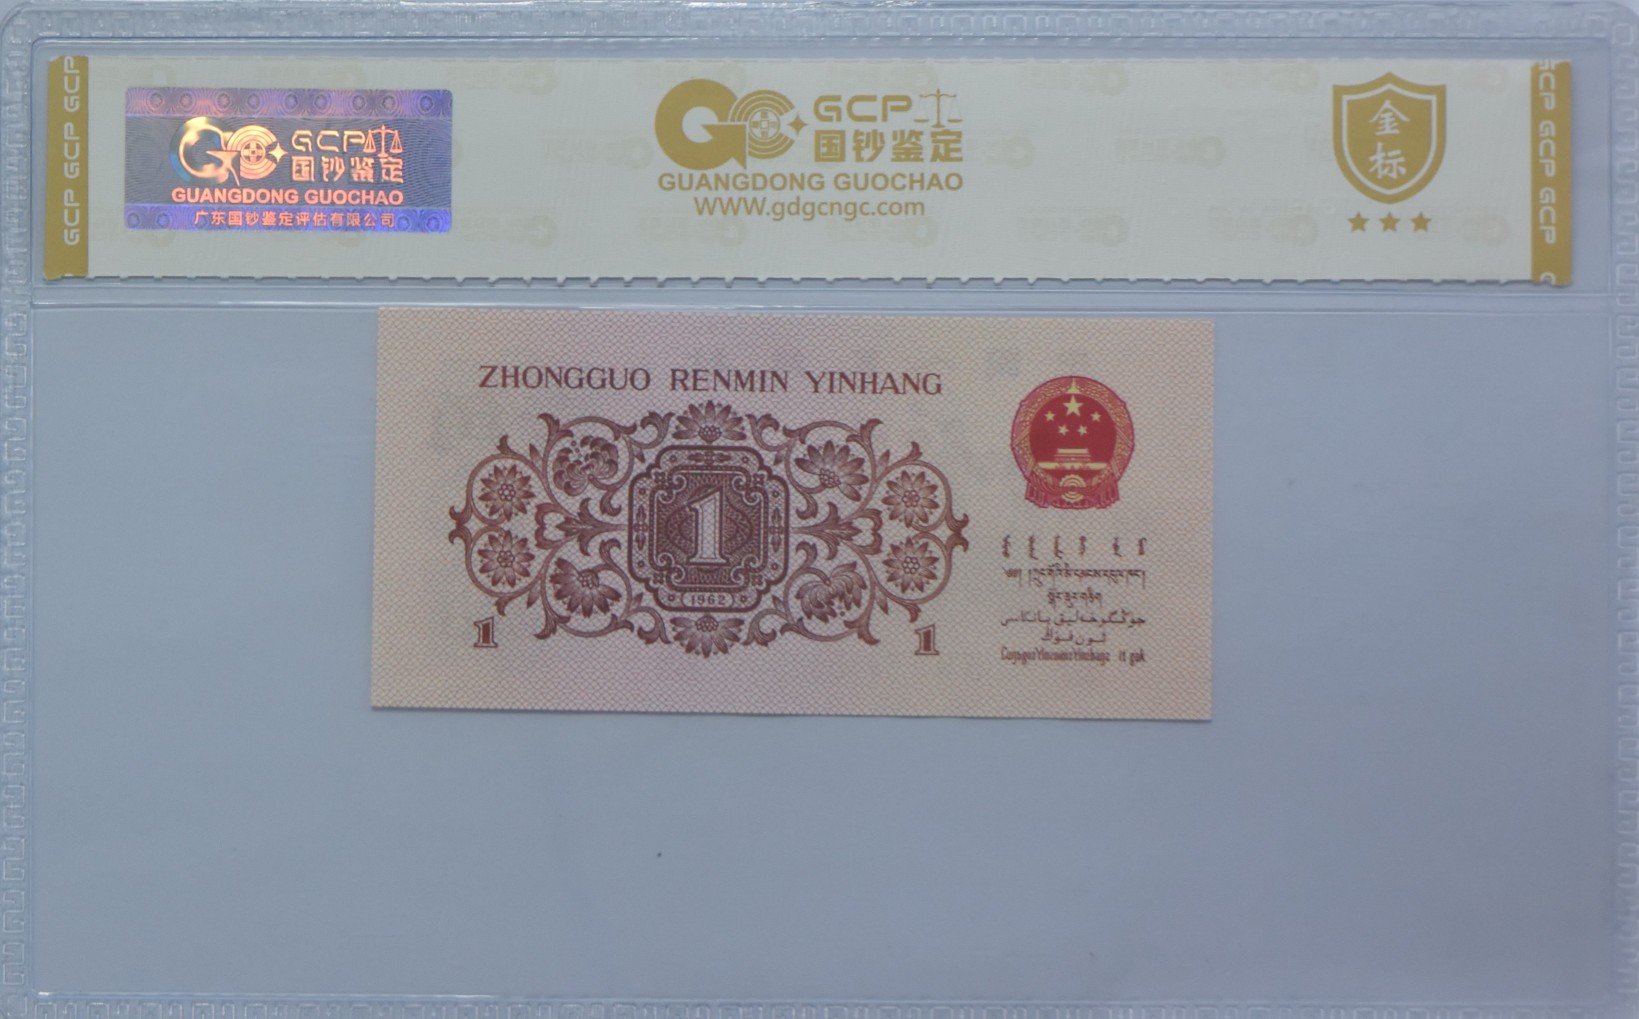 GCP GCP GCP
GCP
国钞鉴定
GUANGDONG GUOCHAO
广东国钞鉴定评估有限公司
GCP
国钞鉴定
GUANGDONG GUOCHAO
www.gdgcngc.com
金
标
GCP GCP GCP
ZHONGGUO RENMIN YINHANG
1
1962
1
1